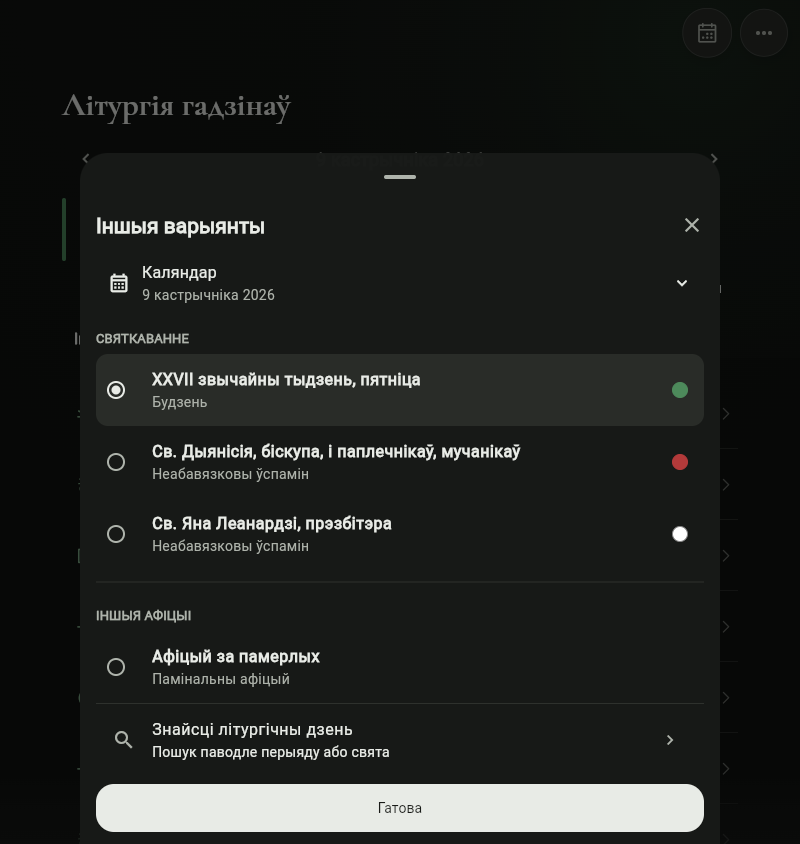 Літургія гадзінаў
Іншыя варыянты
Каляндар
9 кастрычніка 2026
СВЯТКАВАННЕ
XXVII звычайны тыдзень, пятніца
Будзень
Св. Дыянісія, біскупа, і паплечнікаў, мучанікаў
Неабавязковы ўспамін
Св. Яна Леанардзі, прэзбітэра
Неабавязковы ўспамін
ІНШЫЯ АФІЦЫІ
Афіцый за памерлых
Памінальны афіцый
Знайсці літургічны дзень
Пошук паводле перыяду або свята
Гатова